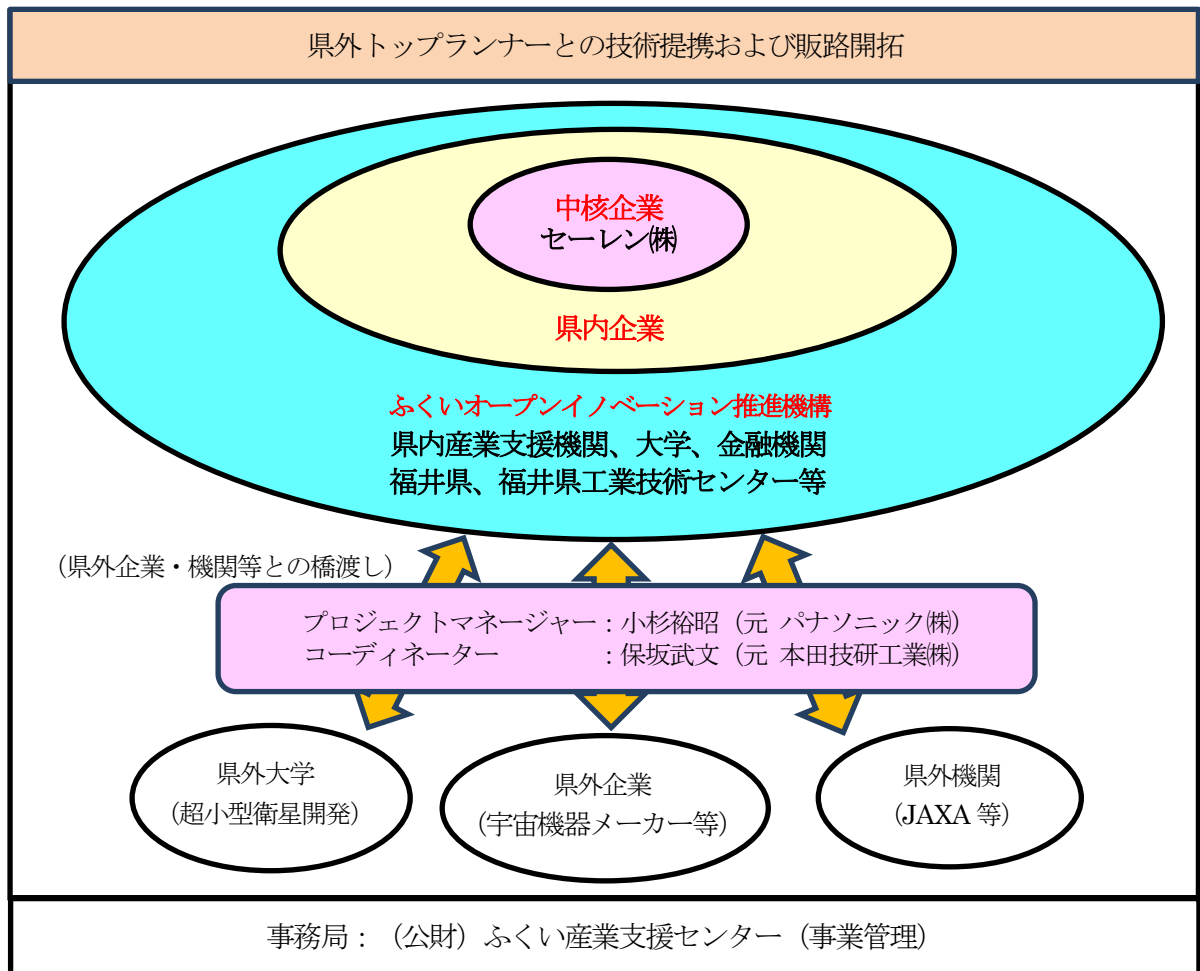 県外トップランナーとの技術提携および販路開拓
中核企業
セーレン㈱
県内企業
ふくいオープンイノベーション推進機構
県内産業支援機関、大学、金融機関
福井県、福井県工業技術センター等
（県外企業・機関等との橋渡し）
プロジェクトマネージャー：小杉裕昭（元 パナソニック㈱）
コーディネーター　　　　：保坂武文（元 本田技研工業㈱）
県外大学
（超小型衛星開発）
県外企業
（宇宙機器メーカー等）
県外機関
（JAXA 等）
事務局：（公財）ふくい産業支援センター（事業管理）